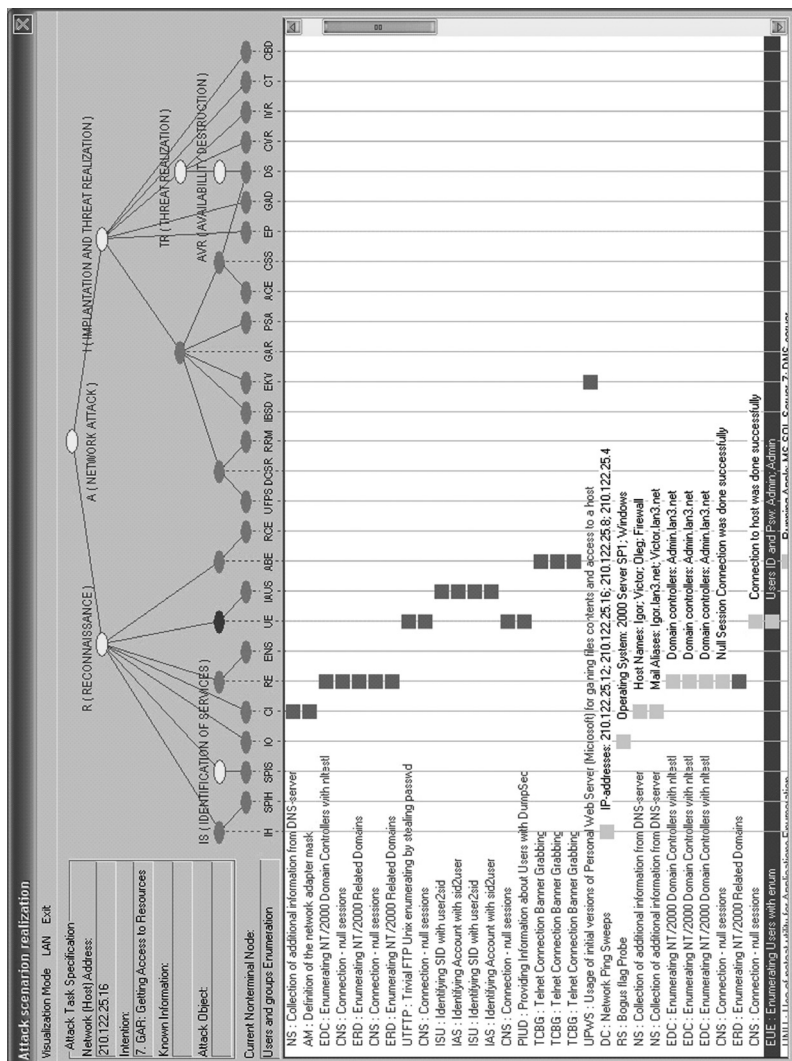 Attack scenarion realization
Visualization Mode LAN Exit
Attack Task Specification
Network (Host) Address:
210.122.25.16
Intention:
7. GAR: Getting Access to Resources
Known Information:
Attack Object:
Current Nonterminal Node:
Users and groups Enumeration
A ( NETWORK ATTACK )
R ( RECONNAISSANCE )
I ( IMPLANTATION AND THREAT REALIZATION )
TR ( THREAT REALIZATION )
IS ( IDENTIFICATION OF SERVICES )
AVR ( AVAILABILLITY DESTRUCTION )
IH SPIH SPIS IO CI RE ENS UE IAUS ABE RCE UFPS DCSR RRM IBSD EKV GAR PSA ACE CSS EP GAD DS CVR IVR CT CBD
NS : Collection of additional information from DNS-server
AM : Definition of the network adapter mask
EDC : Enumerating NT/2000 Domain Controllers with nltestl
CNS : Connection - null sessions
ERD : Enumerating NT/2000 Related Domains
CNS : Connection - null sessions
ERD : Enumerating NT/2000 Related Domains
UTFTP : Trivial FTP Unix enumerating by stealing passwd
CNS : Connection - null sessions
ISU : Identifying SID with user2sid
IAS : Identifying Account with sid2user
ISU : Identifying SID with user2sid
IAS : Identifying Account with sid2user
CNS : Connection - null sessions
PIUD : Providing Information about Users with DumpSec
TCBG : Telnet Connection Banner Grabbing
TCBG : Telnet Connection Banner Grabbing
TCBG : Telnet Connection Banner Grabbing
UPWS : Usage of initial versions of Personal Web Server (Microsoft) for gaining files contents and access to a host
DC : Network Ping Sweeps IP-addresses: 210.122.25.12; 210.122.25.16; 210.122.25.8; 210.122.25.4
RS : Bogus flag Probe Operating System: 2000 Server SP1; Windows
NS : Collection of additional information from DNS-server Host Names: Igor; Victor; Oleg; Firewall
NS : Collection of additional information from DNS-server Mail Aliases: Igor.lan3.net; Victor.lan3.net
EDC : Enumerating NT/2000 Domain Controllers with nltestl Domain controllers: Admin.lan3.net
EDC : Enumerating NT/2000 Domain Controllers with nltestl Domain controllers: Admin.lan3.net
EDC : Enumerating NT/2000 Domain Controllers with nltestl Domain controllers: Admin.lan3.net
CNS : Connection - null sessions Null Session Connection was done successfully
ERD : Enumerating NT/2000 Related Domains
CNS : Connection - null sessions Connection to host was done successfully
EUE : Enumerating Users with enum Users ID and Psw: Admin; Admin